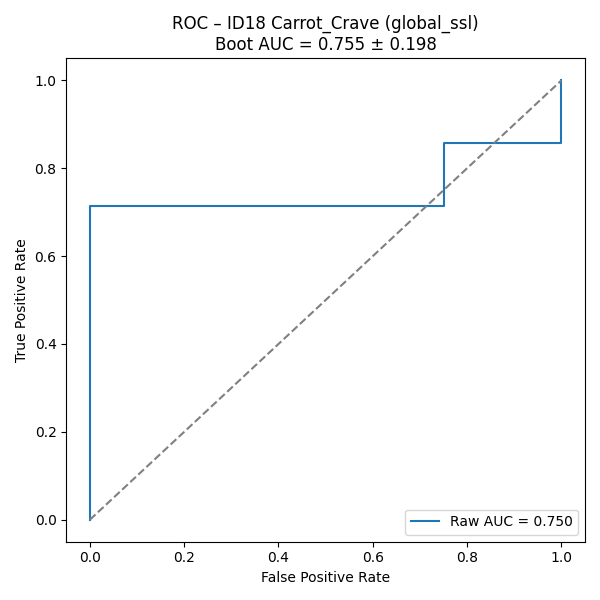 ROC – ID18 Carrot_Crave (global_ssl)
Boot AUC = 0.755 ± 0.198
True Positive Rate
1.0
0.8
0.6
0.4
0.2
0.0
Raw AUC = 0.750
0.0
0.2
0.4
0.6
0.8
1.0
False Positive Rate